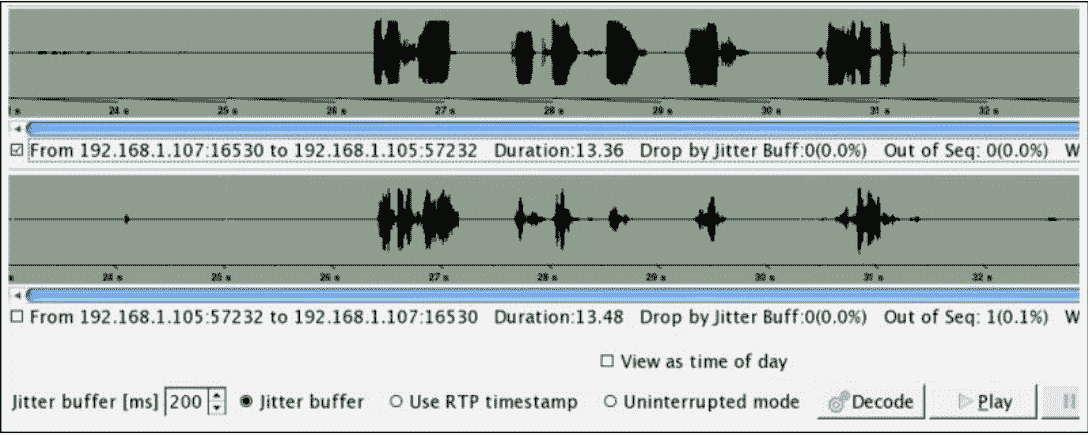 s 24 s 25 s 26 s 27 s 28 s 29 s 30 s 31 s 32 s
From 192.168.1.107:16530 to 192.168.1.105:57232 Duration:13.36 Drop by Jitter Buff:0(0.0%) Out of Seq: 0(0.0%) W
24 s 25 s 26 s 27 s 28 s 29 s 30 s 31 s 32 s
From 192.168.1.105:57232 to 192.168.1.107:16530 Duration:13.48 Drop by Jitter Buff:0(0.0%) Out of Seq: 1(0.1%) W
View as time of day
Jitter buffer [ms] 200 Jitter buffer Use RTP timestamp Uninterrupted mode Decode Play